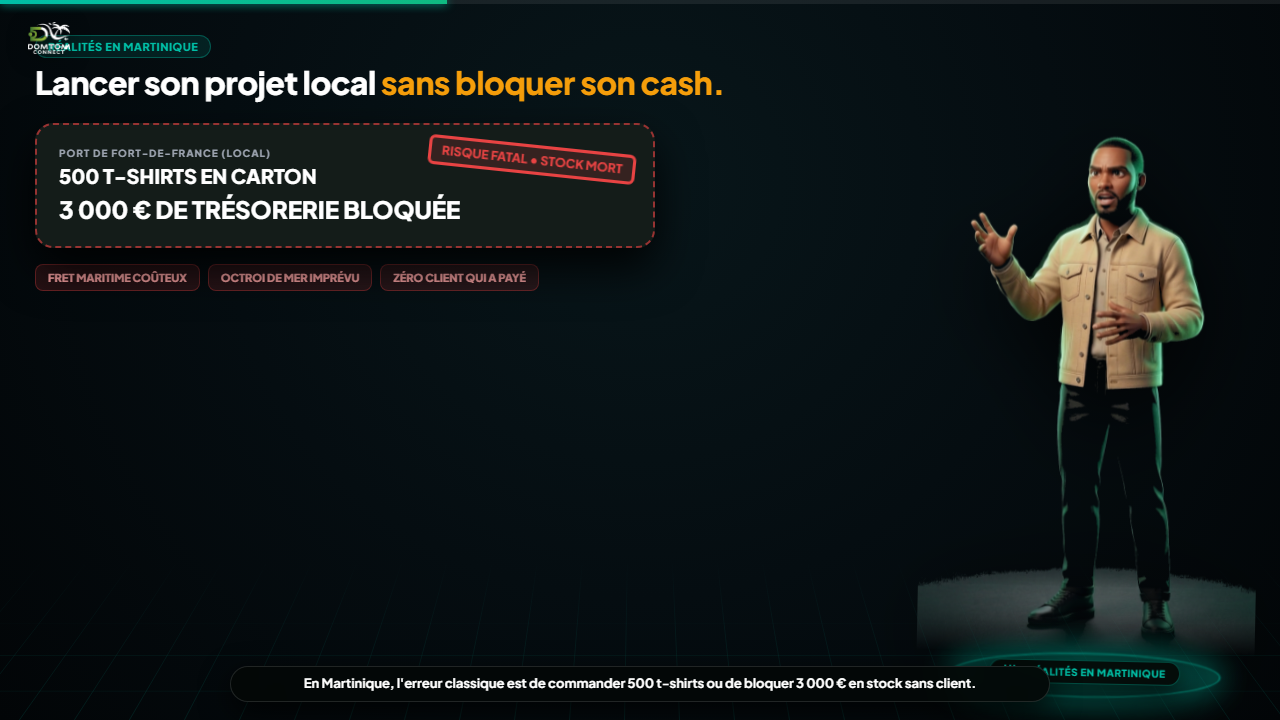 DOMTOM
CONNECT
ALITÉS EN MARTINIQUE
Lancer son projet local sans bloquer son cash.
PORT DE FORT-DE-FRANCE (LOCAL)
RISQUE FATAL • STOCK MORT
500 T-SHIRTS EN CARTON
3 000 € DE TRÉSORERIE BLOQUÉE
FRET MARITIME COÛTEUX
OCTROI DE MER IMPRÉVU
ZÉRO CLIENT QUI A PAYÉ
ALITÉS EN MARTINIQUE
En Martinique, l'erreur classique est de commander 500 t-shirts ou de bloquer 3 000 € en stock sans client.